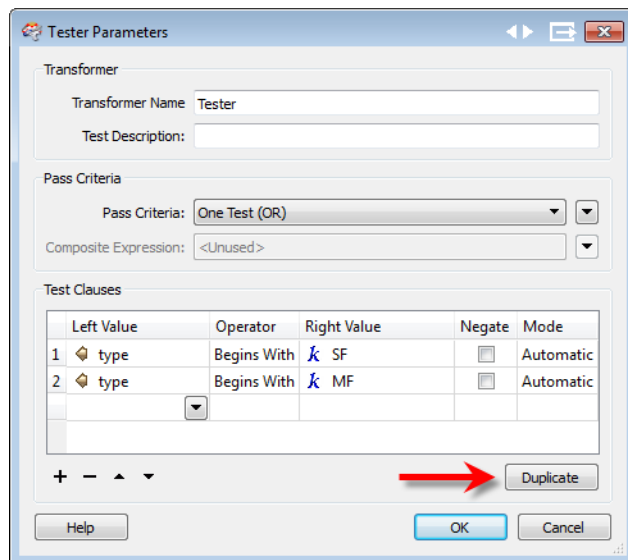 Tester Parameters
Transformer
Transformer Name Tester
Test Description:
Pass Criteria
Pass Criteria: One Test (OR)
Composite Expression: <Unused>
Test Clauses
Left Value Operator Right Value Negate Mode
1 type Begins With k SF Automatic
2 type Begins With k MF Automatic
Duplicate
Help OK Cancel